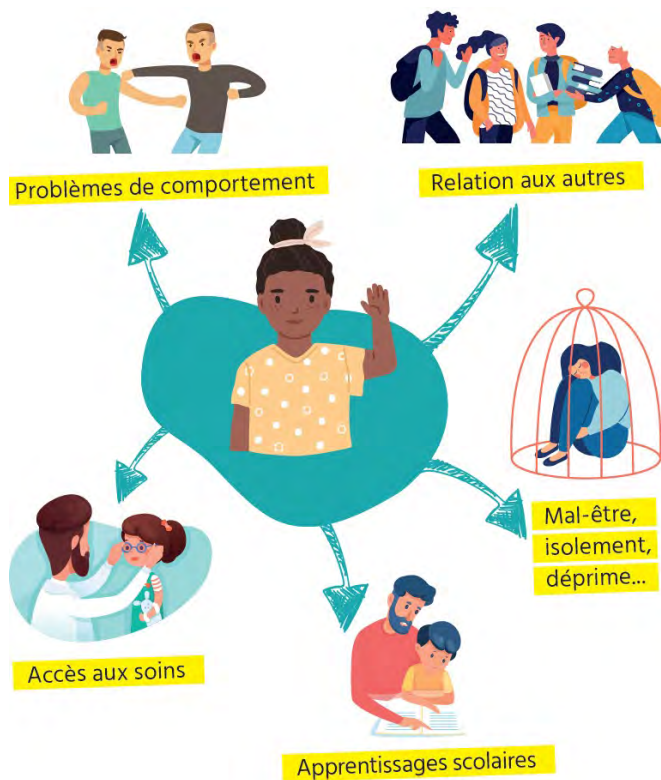 Problèmes de comportement
Relation aux autres
Mal-être,
isolement,
déprime...
Accès aux soins
Apprentissages scolaires